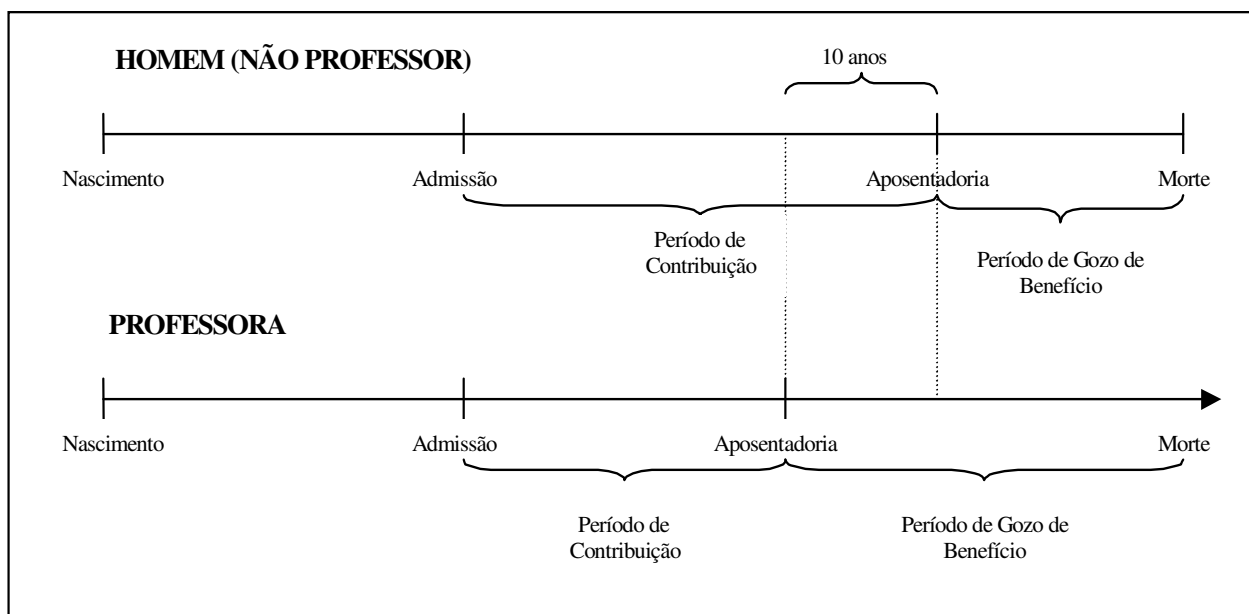 HOMEM (NÃO PROFESSOR)
10 anos
Nascimento
Admissão
Aposentadoria
Morte
Período de
Contribuição
Período de Gozo de
Benefício
PROFESSORA
Nascimento
Admissão
Aposentadoria
Morte
Período de
Contribuição
Período de Gozo de
Benefício